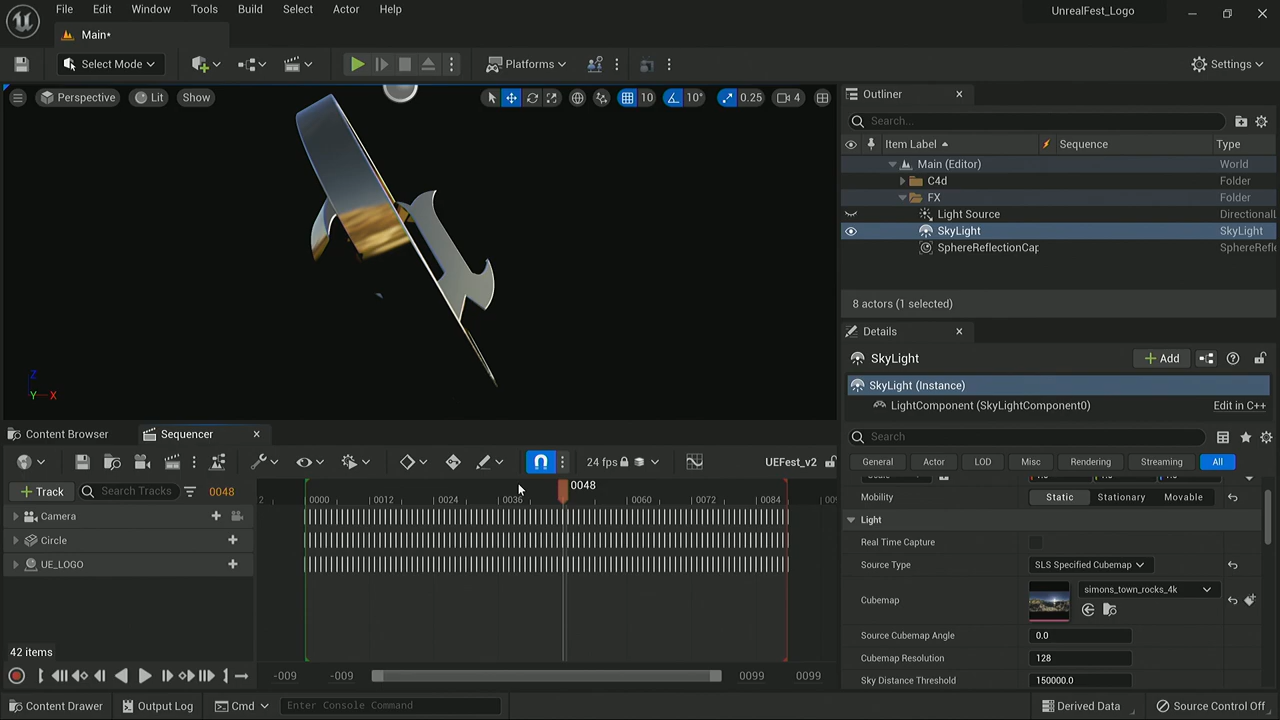 File Edit Window Tools Build Select Actor Help
UnrealFest_Logo
Main*
Select Mode
Platforms
Settings
Perspective Lit Show
10 10° 0.25 4
Outliner
Search...
Item Label Sequence Type
Main (Editor) World
C4d Folder
FX Folder
Light Source Directional
SkyLight SkyLight
SphereReflectionCap SphereRefle
8 actors (1 selected)
Z
Y X
Details
SkyLight
Add
SkyLight (Instance)
LightComponent (SkyLightComponent0) Edit in C++
Search
General Actor LOD Misc Rendering Streaming All
Mobility Static Stationary Movable
Light
Real Time Capture
Source Type SLS Specified Cubemap
Cubemap simons_town_rocks_4k
Source Cubemap Angle 0.0
Cubemap Resolution 128
Sky Distance Threshold 150000.0
Content Browser Sequencer
24 fps UEFest_v2
Track Search Tracks 0048
0048
2 0000 0012 0024 0036 0060 0072 0084
Camera
Circle
UE_LOGO
42 items
-009 -009 0099 0099
Content Drawer Output Log Cmd Enter Console Command Derived Data Source Control Off